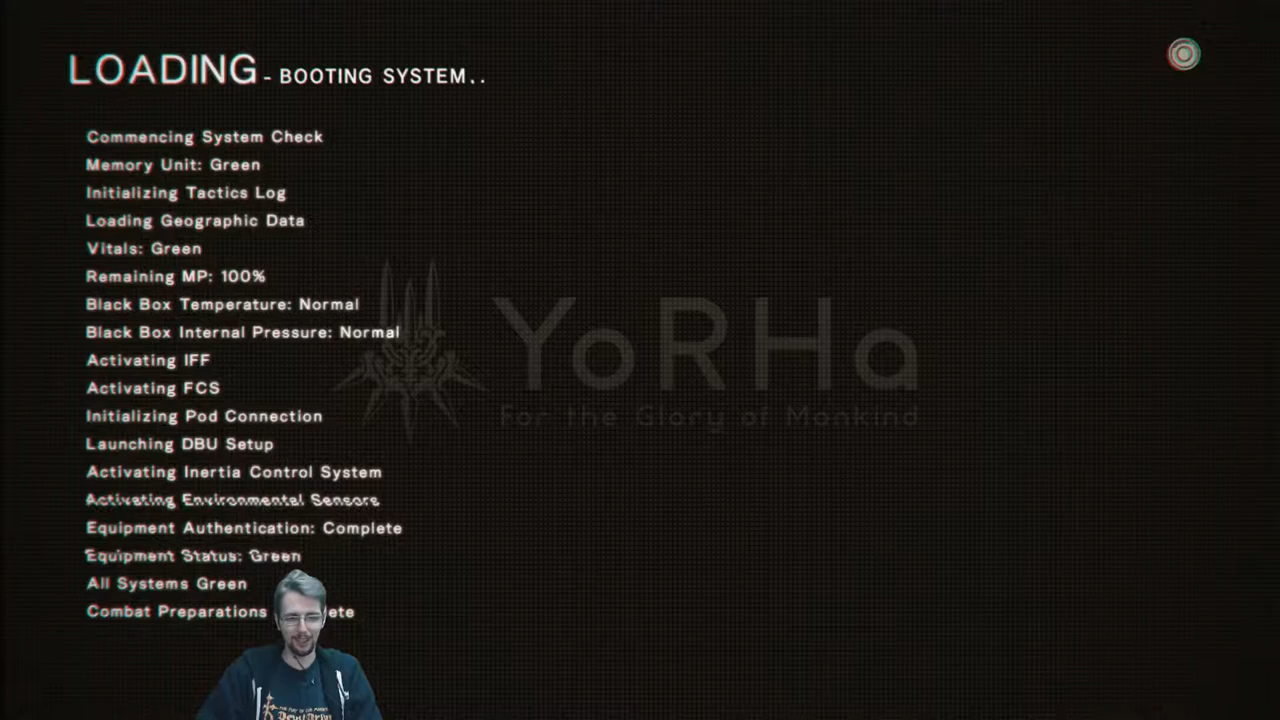 LOADING - BOOTING SYSTEM..
Commencing System Check
Memory Unit: Green
Initializing Tactics Log
Loading Geographic Data
Vitals: Green
Remaining MP: 100%
Black Box Temperature: Normal
Black Box Internal Pressure: Normal
Activating IFF
Activating FCS
Initializing Pod Connection
Launching DBU Setup
Activating Inertia Control System
Activating Environmental Sensors
Equipment Authentication: Complete
Equipment Status: Green
All Systems Green
Combat Preparations ete
YoRHa
For the Glory of Mankind